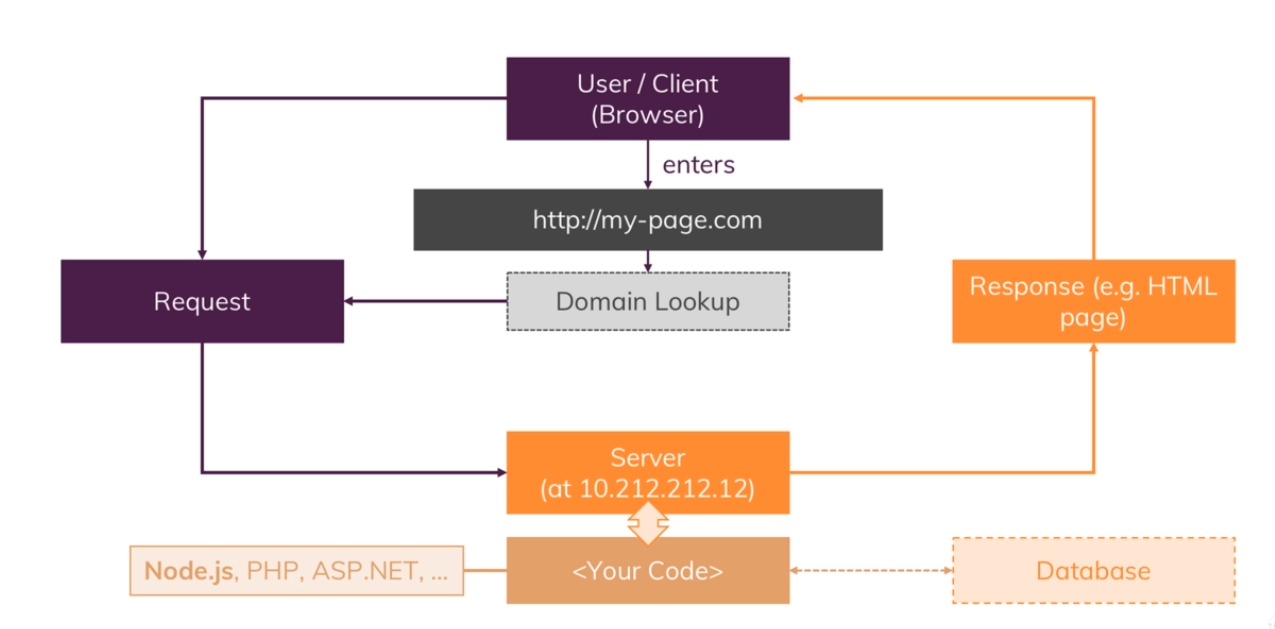 User / Client
(Browser)
enters
http://my-page.com
Request
Domain Lookup
Response (e.g. HTML
page)
Server
(at 10.212.212.12)
Node.js, PHP, ASP.NET, ...
<Your Code>
Database